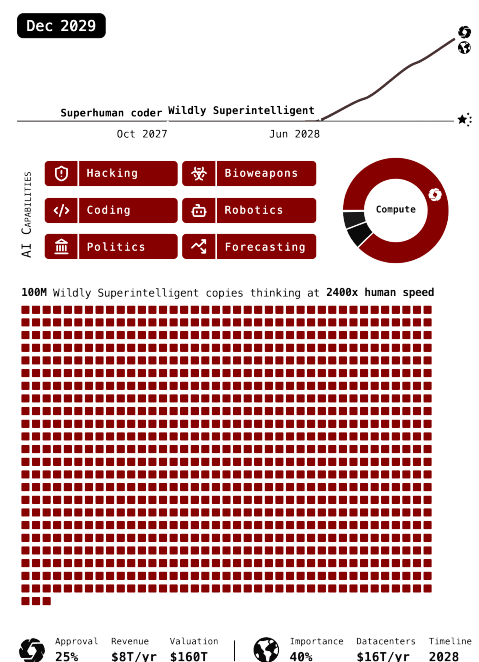 Dec 2029
Superhuman coder Wildly Superintelligent
Oct 2027 Jun 2028
AI CAPABILITIES
Hacking Bioweapons
Coding Robotics
Politics Forecasting
Compute
100M Wildly Superintelligent copies thinking at 2400x human speed
Approval Revenue Valuation Importance Datacenters Timeline
25% $8T/yr $160T 40% $16T/yr 2028